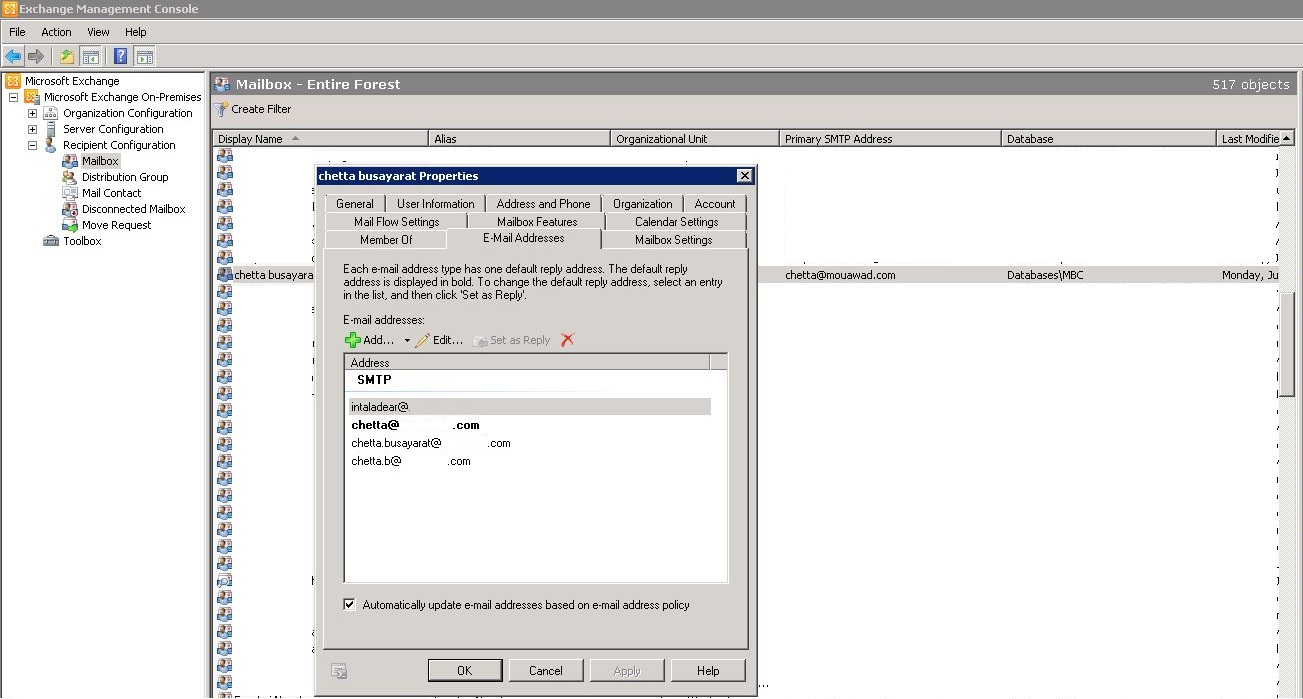 Exchange Management Console
File Action View Help
Microsoft Exchange
Microsoft Exchange On-Premises
Organization Configuration
Server Configuration
Recipient Configuration
Mailbox
Distribution Group
Mail Contact
Disconnected Mailbox
Move Request
Toolbox
Mailbox - Entire Forest 517 objects
Create Filter
Display Name Alias Organizational Unit Primary SMTP Address Database Last Modifie
chetta busayara chetta@mouawad.com Databases\MBC Monday, Ju
chetta busayarat Properties
General User Information Address and Phone Organization Account
Mail Flow Settings Mailbox Features Calendar Settings
Member Of E-Mail Addresses Mailbox Settings
Each e-mail address type has one default reply address. The default reply
address is displayed in bold. To change the default reply address, select an entry
in the list, and then click 'Set as Reply'.
E-mail addresses:
Add... Edit... Set as Reply
Address
SMTP
intaladear@
chetta@ .com
chetta.busayarat@ .com
chetta.b@ .com
Automatically update e-mail addresses based on e-mail address policy
OK Cancel Apply Help